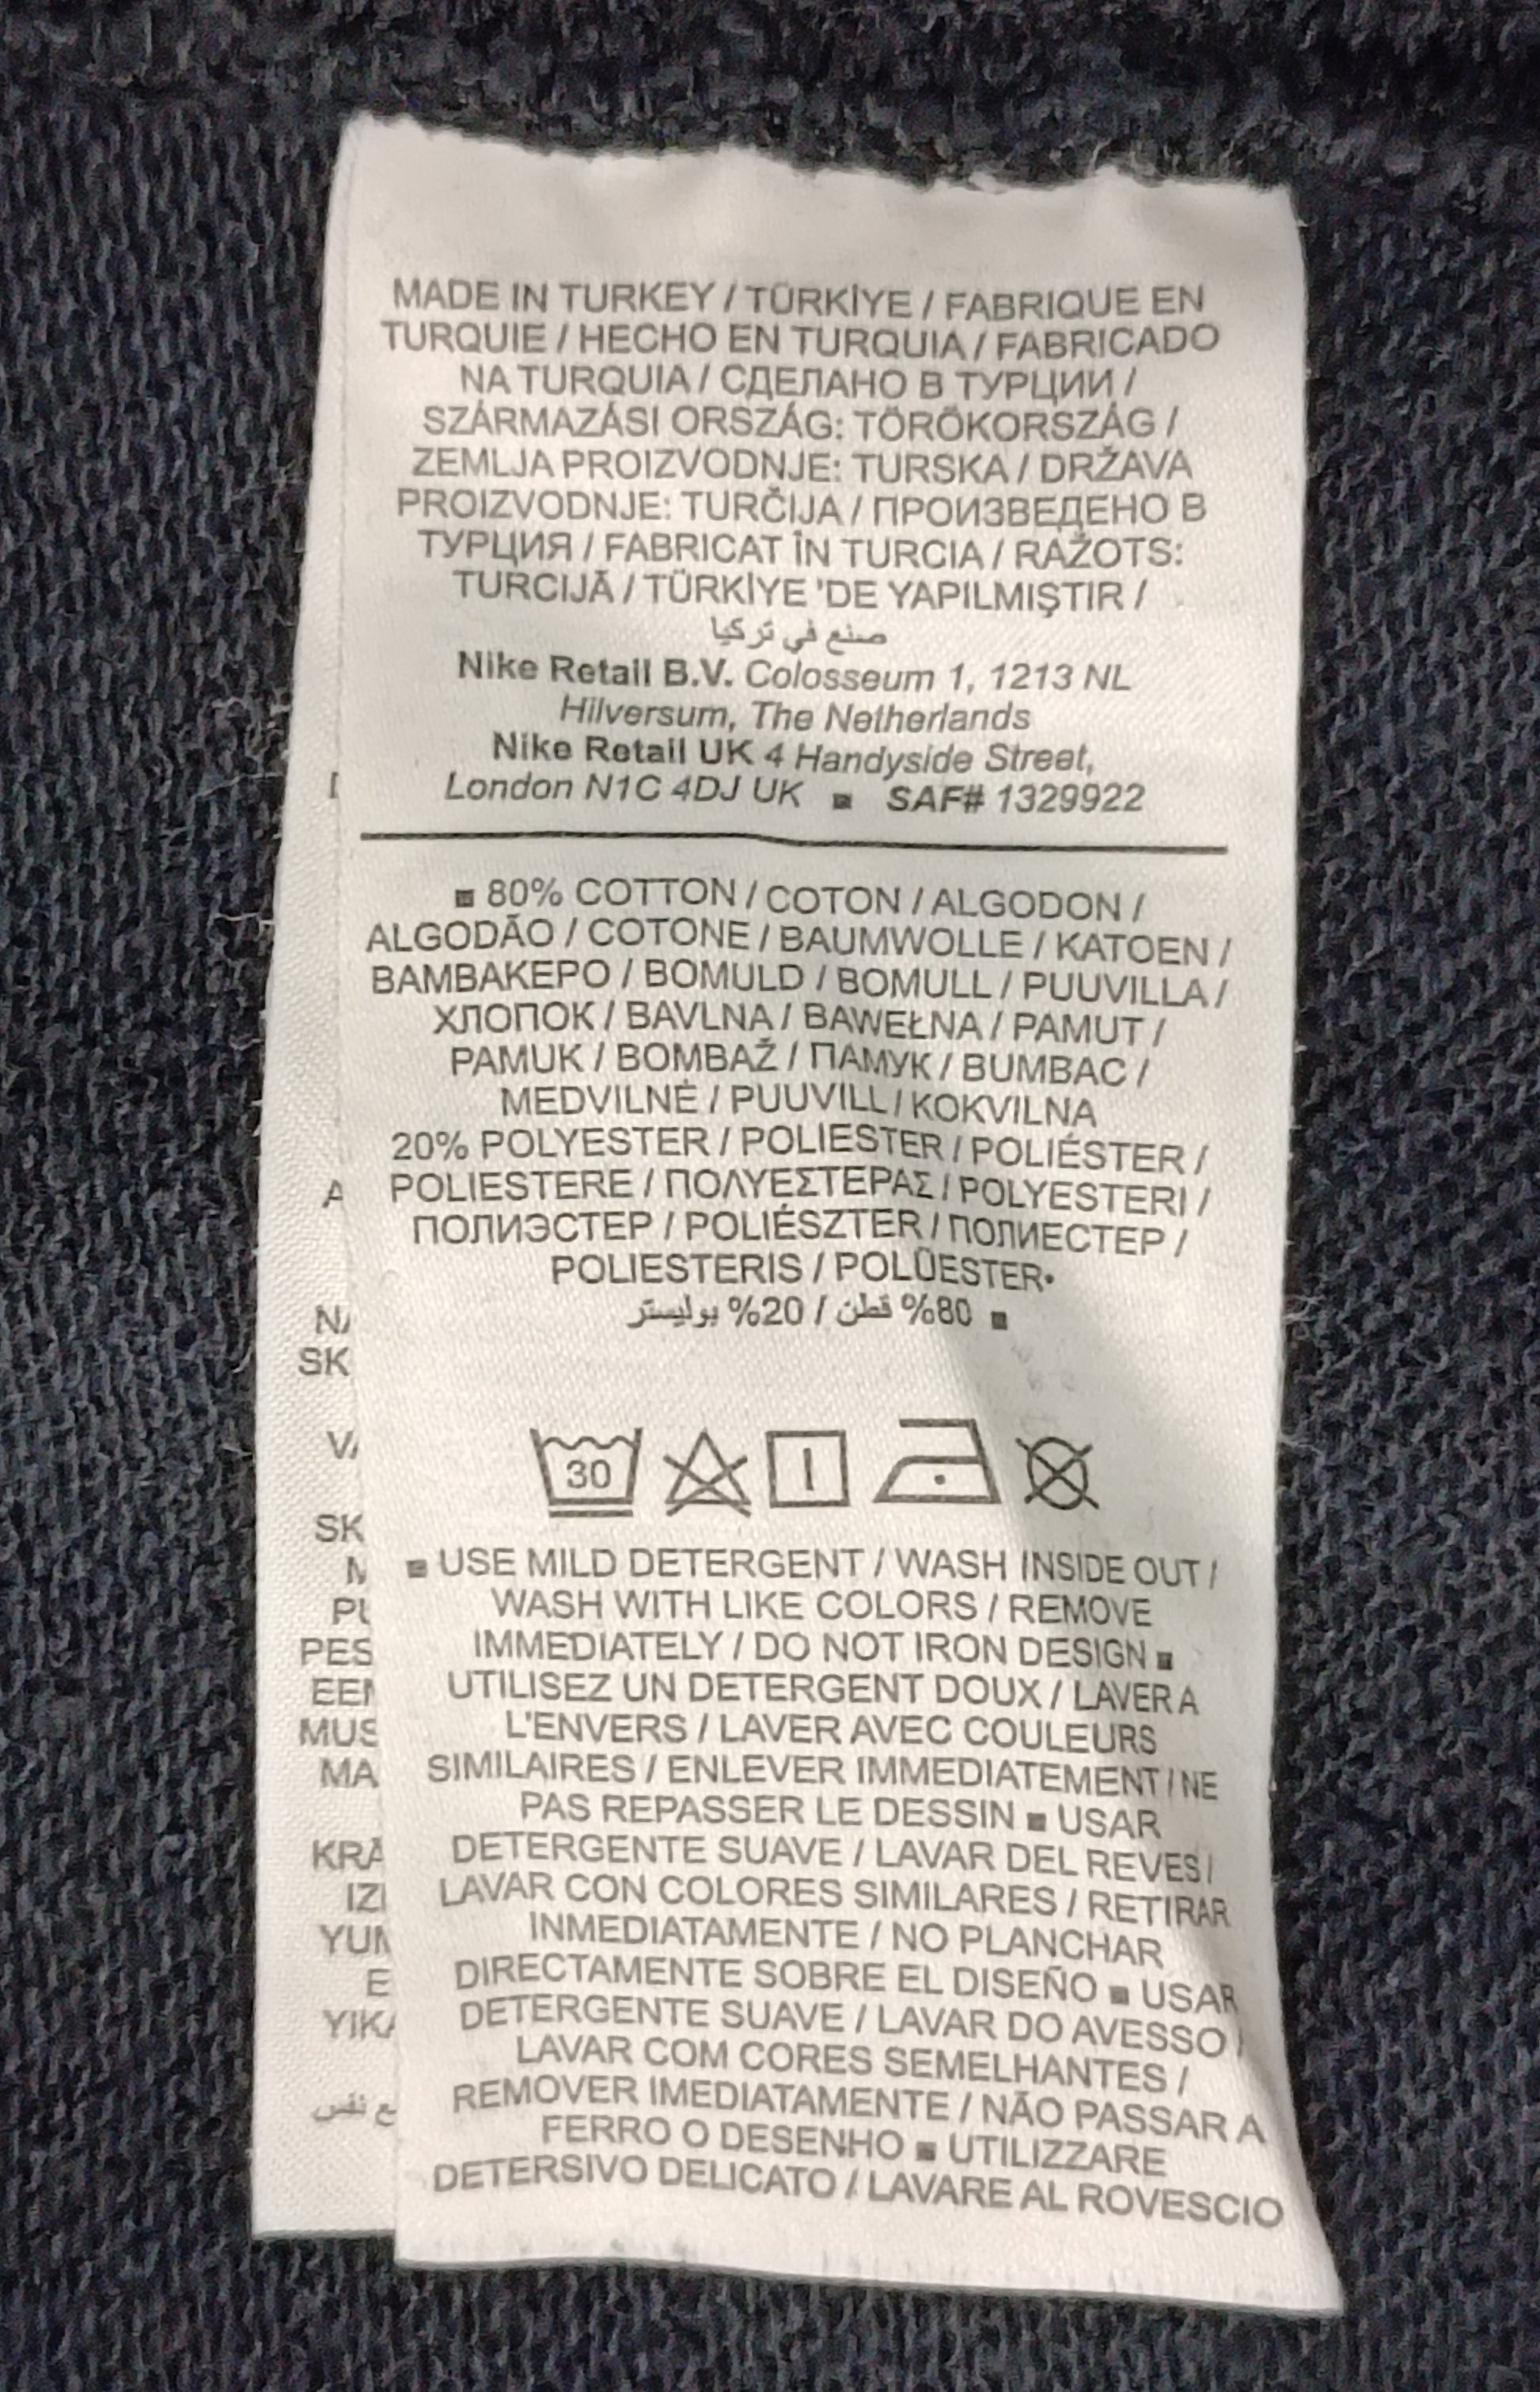 MADE IN TURKEY / TÜRKİYE / FABRIQUE EN
TURQUIE / HECHO EN TURQUIA / FABRICADO
NA TURQUIA / СДЕЛАНО В ТУРЦИИ /
SZÁRMAZÁSI ORSZÁG: TÖRÖKORSZÁG /
ZEMLJA PROIZVODNJE: TURSKA / DRŽAVA
PROIZVODNJE: TURČIJA / ПРОИЗВЕДЕНО В
ТУРЦИЯ / FABRICAT ÎN TURCIA / RAŽOTS:
TURCIJĀ / TÜRKİYE 'DE YAPILMIŞTIR /
صنع في تركيا
Nike Retail B.V. Colosseum 1, 1213 NL
Hilversum, The Netherlands
Nike Retail UK 4 Handyside Street,
London N1C 4DJ UK ■ SAF# 1329922
■ 80% COTTON / COTON / ALGODON /
ALGODÃO / COTONE / BAUMWOLLE / KATOEN /
ΒΑΜΒΑΚΕΡΟ / BOMULD / BOMULL / PUUVILLA /
ХЛОПОК / BAVLNA / BAWEŁNA / PAMUT /
PAMUK / BOMBAŽ / ПАМУК / BUMBAC /
MEDVILNĖ / PUUVILL / KOKVILNA
20% POLYESTER / POLIESTER / POLIÉSTER /
POLIESTERE / ΠΟΛΥΕΣΤΕΡΑΣ / POLYESTERI /
ПОЛИЭСТЕР / POLIÉSZTER / ПОЛИЕСТЕР /
POLIESTERIS / POLÜESTER•
■ 80% قطن / 20% بوليستر
30
■ USE MILD DETERGENT / WASH INSIDE OUT /
WASH WITH LIKE COLORS / REMOVE
IMMEDIATELY / DO NOT IRON DESIGN ■
UTILISEZ UN DETERGENT DOUX / LAVER A
L'ENVERS / LAVER AVEC COULEURS
SIMILAIRES / ENLEVER IMMEDIATEMENT / NE
PAS REPASSER LE DESSIN ■ USAR
DETERGENTE SUAVE / LAVAR DEL REVES /
LAVAR CON COLORES SIMILARES / RETIRAR
INMEDIATAMENTE / NO PLANCHAR
DIRECTAMENTE SOBRE EL DISEÑO ■ USAR
DETERGENTE SUAVE / LAVAR DO AVESSO /
LAVAR COM CORES SEMELHANTES /
REMOVER IMEDIATAMENTE / NÃO PASSAR A
FERRO O DESENHO ■ UTILIZZARE
DETERSIVO DELICATO / LAVARE AL ROVESCIO